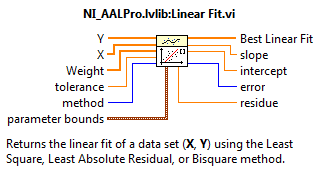 NI_AALPro.lvlib:Linear Fit.vi
Y
X
Weight
tolerance
method
parameter bounds
Best Linear Fit
slope
intercept
error
residue
Returns the linear fit of a data set (X, Y) using the Least
Square, Least Absolute Residual, or Bisquare method.